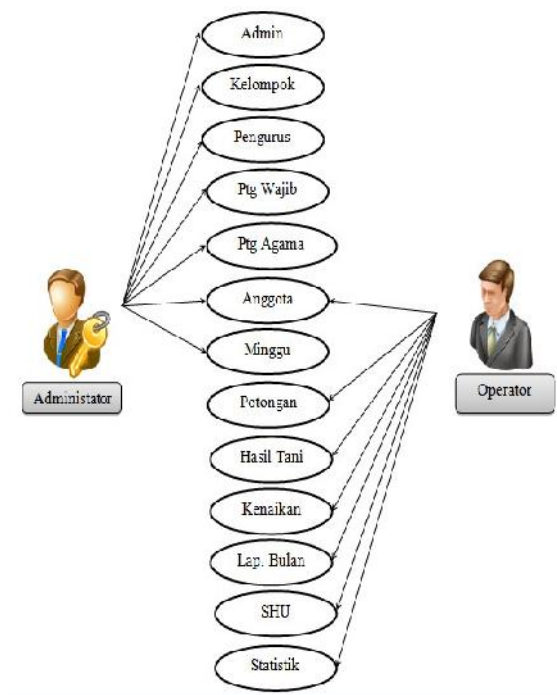 Admin
Kelompok
Pengurus
Ptg Wajib
Ptg Agama
Anggota
Minggu
Administator
Operator
Potongan
Hasil Tani
Kenaikan
Lap. Bulan
SHU
Statistik